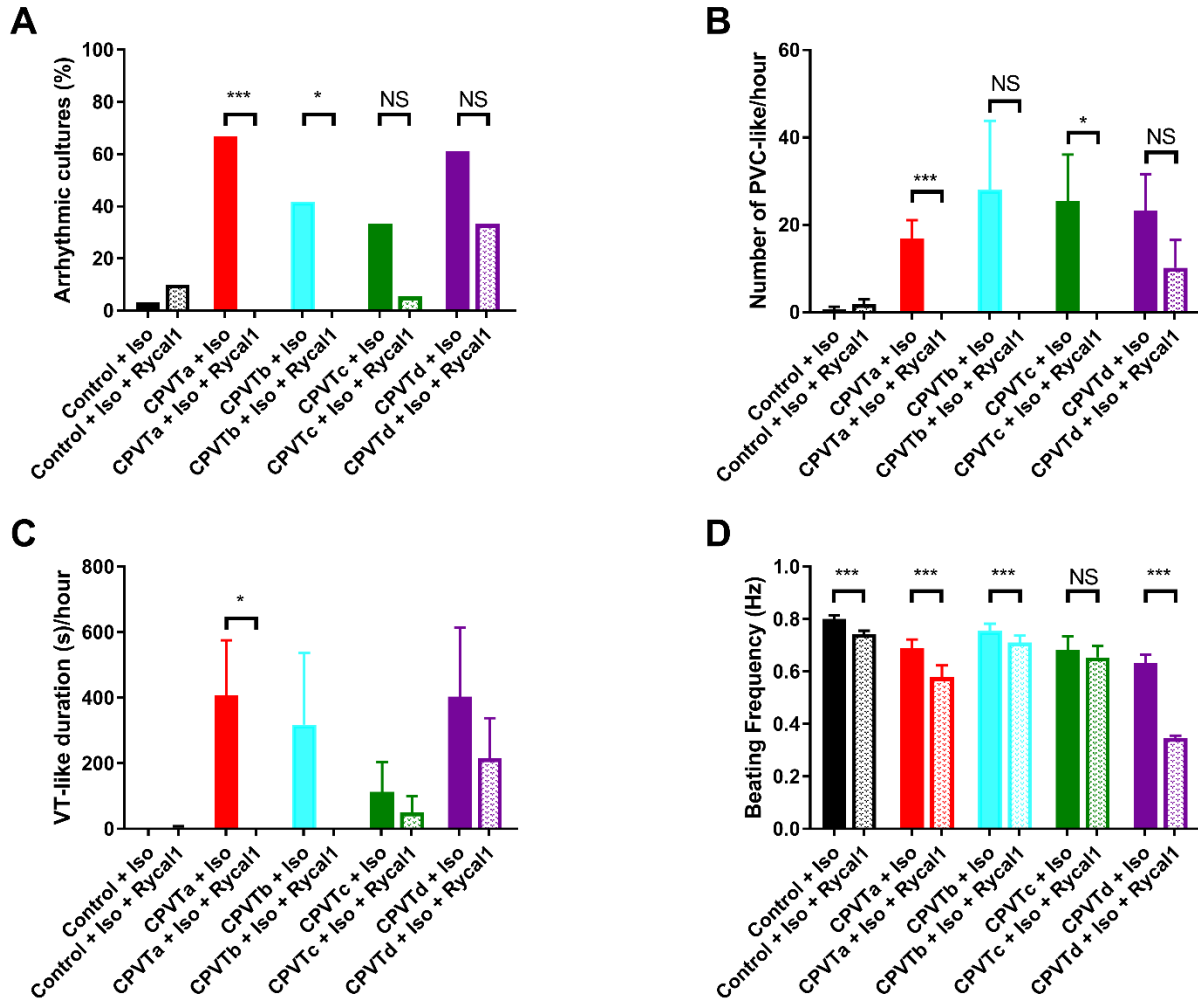 A
Arrhythmic cultures (%)
100
80
60
40
20
0
***
*
NS
NS
Control + Iso
Control + Iso + Rycal1
CPVTa + Iso
CPVTa + Iso + Rycal1
CPVTb + Iso
CPVTb + Iso + Rycal1
CPVTc + Iso
CPVTc + Iso + Rycal1
CPVTd + Iso
CPVTd + Iso + Rycal1
B
Number of PVC-like/hour
60
40
20
0
***
NS
*
NS
Control + Iso
Control + Iso + Rycal1
CPVTa + Iso
CPVTa + Iso + Rycal1
CPVTb + Iso
CPVTb + Iso + Rycal1
CPVTc + Iso
CPVTc + Iso + Rycal1
CPVTd + Iso
CPVTd + Iso + Rycal1
C
VT-like duration (s)/hour
800
600
400
200
0
*
Control + Iso
Control + Iso + Rycal1
CPVTa + Iso
CPVTa + Iso + Rycal1
CPVTb + Iso
CPVTb + Iso + Rycal1
CPVTc + Iso
CPVTc + Iso + Rycal1
CPVTd + Iso
CPVTd + Iso + Rycal1
D
Beating Frequency (Hz)
1.0
0.8
0.6
0.4
0.2
0.0
***
***
***
NS
***
Control + Iso
Control + Iso + Rycal1
CPVTa + Iso
CPVTa + Iso + Rycal1
CPVTb + Iso
CPVTb + Iso + Rycal1
CPVTc + Iso
CPVTc + Iso + Rycal1
CPVTd + Iso
CPVTd + Iso + Rycal1